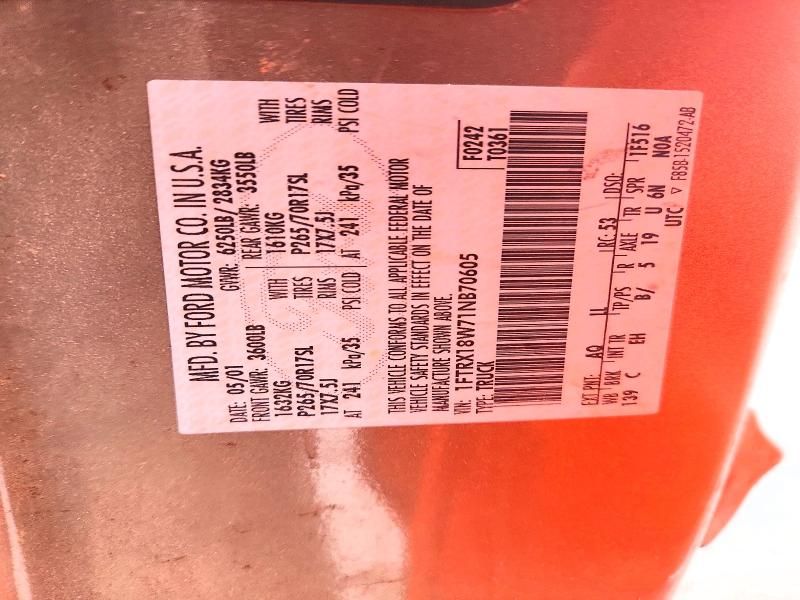 MFD. BY FORD MOTOR CO. IN U.S.A.
DATE: 05/01 GVWR: 6250LB/ 2834KG
FRONT GAWR: 3600LB REAR GAWR: 3550LB
1632KG WITH 1610KG WITH
P265/70R17SL TIRES P265/70R17SL TIRES
17X7.5J RIMS 17X7.5J RIMS
AT 241 kPa/35 PSI COLD AT 241 kPa/35 PSI COLD
THIS VEHICLE CONFORMS TO ALL APPLICABLE FEDERAL MOTOR
VEHICLE SAFETY STANDARDS IN EFFECT ON THE DATE OF
MANUFACTURE SHOWN ABOVE.
VIN: 1FTRX18W71NB70605 F0242
TYPE: TRUCK T0361
EXT PNT: AQ LL RC: 53 DSO:
WB BRK INT TR TP/PS R AXLE TR SPR 1F516
139 C EH B/ 5 19 U 6N N0A
UTC ▽ F85B-1520472-AB